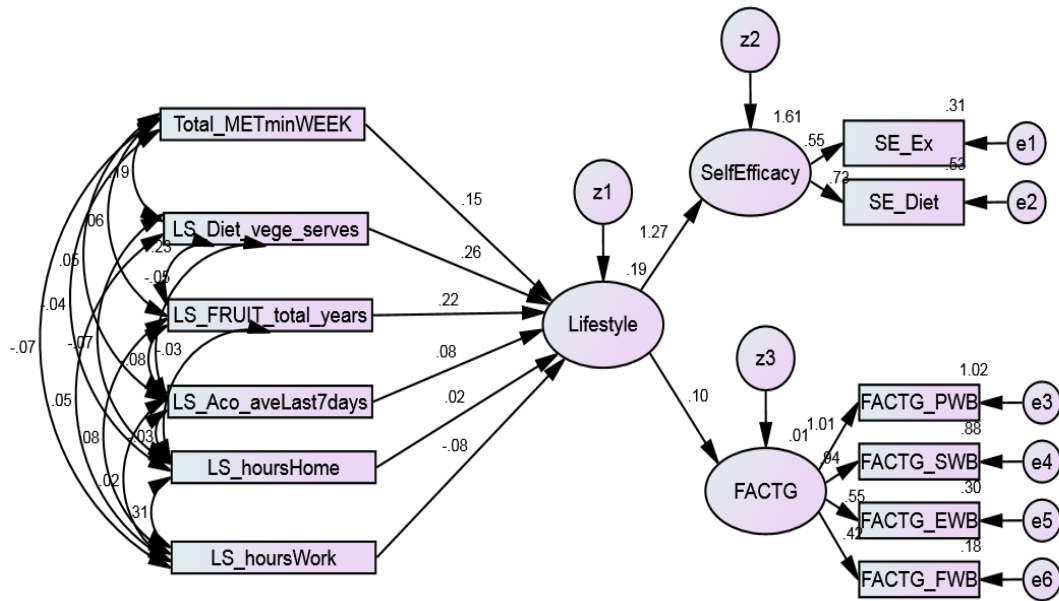 z2
1.61
.31
Total_METminWEEK
.55
SE_Ex
e1
SelfEfficacy
.53
.19
z1
.15
.73
SE_Diet
e2
.06
LS_Diet_vege_serves
.23
.26
1.27
.05
-.05
.19
-.04
LS_FRUIT_total_years
.22
Lifestyle
-.07
-.07
-.03
.08
z3
1.02
.08
.05
LS_Aco_aveLast7days
.02
.10
1.01
FACTG_PWB
e3
.01
.88
.08
-.03
-.08
.94
FACTG_SWB
e4
LS_hoursHome
FACTG
.30
.02
.55
FACTG_EWB
e5
.31
.42
.18
LS_hoursWork
FACTG_FWB
e6